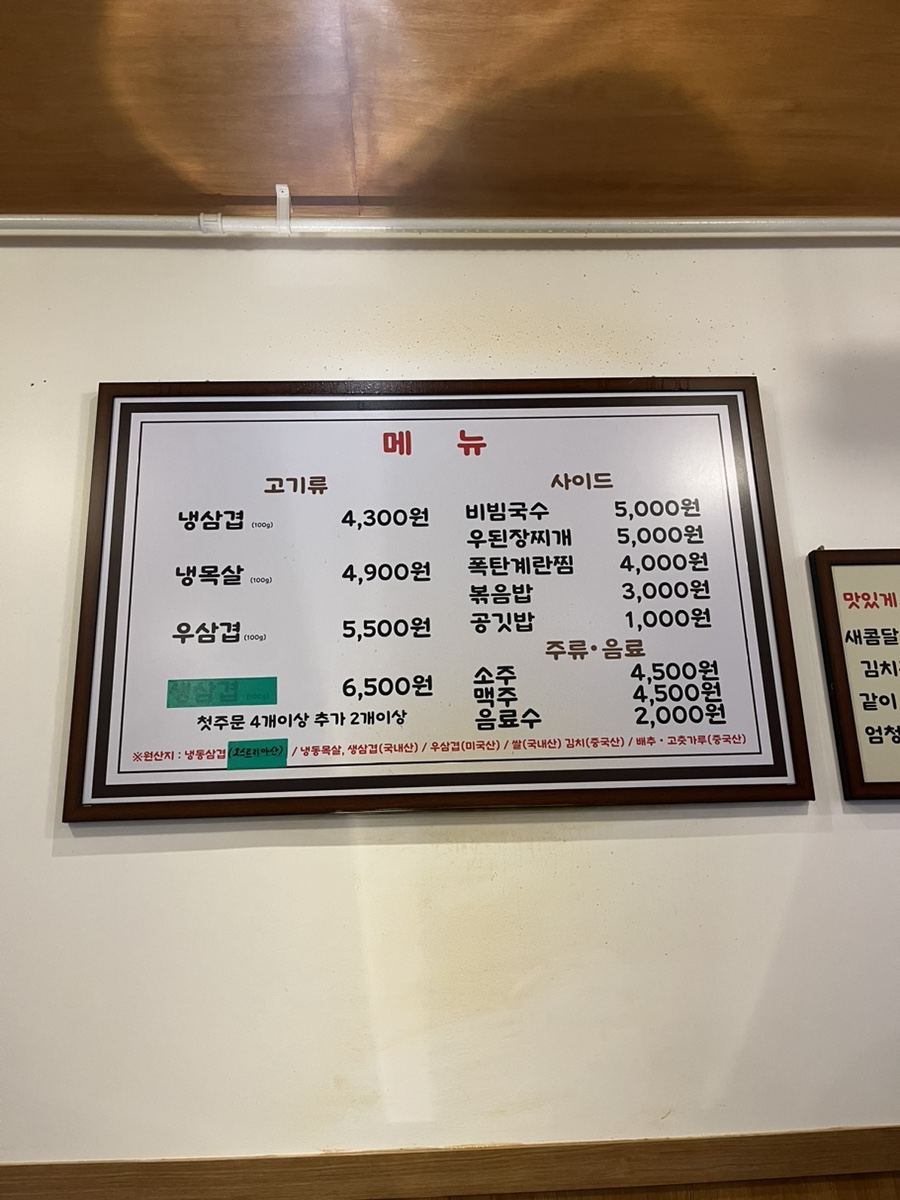 메 뉴
고기류
냉삼겹 (100g) 4,300원
냉목살 (100g) 4,900원
우삼겹 (100g) 5,500원
생삼겹 (100g) 6,500원
첫주문 4개이상 추가 2개이상
사이드
비빔국수 5,000원
우된장찌개 5,000원
폭탄계란찜 4,000원
볶음밥 3,000원
공깃밥 1,000원
주류·음료
소주 4,500원
맥주 4,500원
음료수 2,000원
※원산지 : 냉동삼겹(오스트리아산) / 냉동목살, 생삼겹(국내산) / 우삼겹(미국산) / 쌀(국내산) 김치(중국산) / 배추·고춧가루(중국산)
맛있게
새콤달
김치
같이
엄청